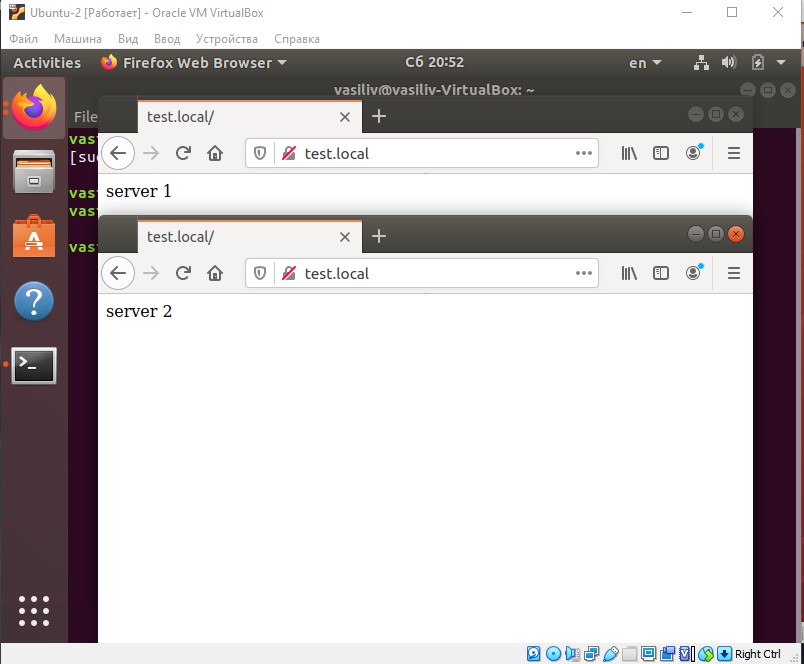 Ubuntu-2 [Работает] - Oracle VM VirtualBox
Файл Машина Вид Ввод Устройства Справка
Activities Firefox Web Browser Сб 20:52 en
vasiliv@vasiliv-VirtualBox: ~
File
test.local/
vas
[su
test.local
vas
server 1
vas
test.local/
vas
test.local
server 2
Right Ctrl